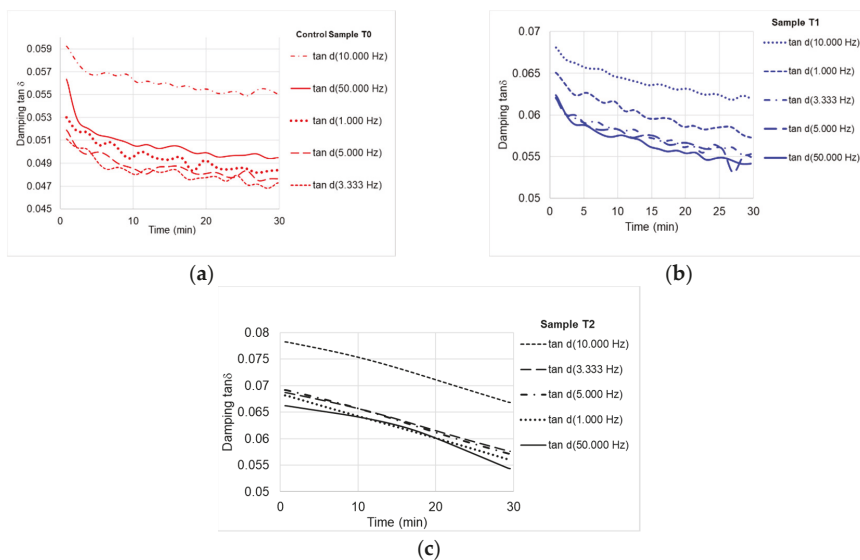 Control Sample T0
0.059
0.057
0.055
0.053
0.051
0.049
0.047
0.045
Damping tan δ
0 10 20 30
Time (min)
tan d(10.000 Hz)
tan d(50.000 Hz)
tan d(1.000 Hz)
tan d(5.000 Hz)
tan d(3.333 Hz)
(a)
Sample T1
0.07
0.065
0.06
0.055
0.05
Damping tanδ
0 5 10 15 20 25 30
Time (min)
tan d(10.000 Hz)
tan d(1.000 Hz)
tan d(3.333 Hz)
tan d(5.000 Hz)
tan d(50.000 Hz)
(b)
Sample T2
0.08
0.075
0.07
0.065
0.06
0.055
0.05
Damping tanδ
0 10 20 30
Time (min)
tan d(10.000 Hz)
tan d(3.333 Hz)
tan d(5.000 Hz)
tan d(1.000 Hz)
tan d(50.000 Hz)
(c)